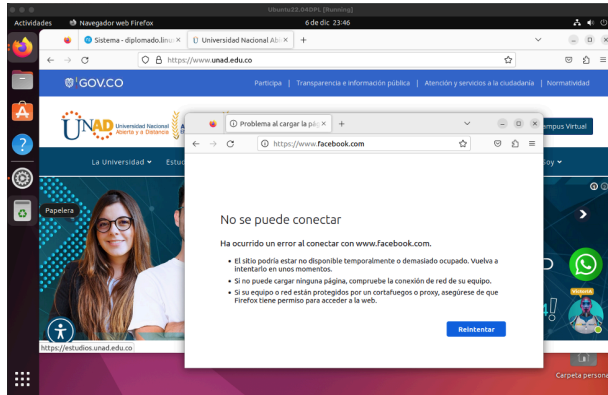 Ubuntu23.04DPL [Running]
Actividades
Navegador web Firefox
6 de dic 23:46
Sistema - diplomado.linu
Universidad Nacional Ab
https://www.unad.edu.co
GOV.CO
Participa | Transparencia e información pública | Atención y servicios a la ciudadanía | Normatividad
UNAD Universidad Nacional
Abierta y a Distancia
Campus Virtual
La Universidad
Estud
Soy
Papelera
Problema al cargar la pág
https://www.facebook.com
No se puede conectar
Ha ocurrido un error al conectar con www.facebook.com.
• El sitio podría estar no disponible temporalmente o demasiado ocupado. Vuelva a
intentarlo en unos momentos.
• Si no puede cargar ninguna página, compruebe la conexión de red de su equipo.
• Si su equipo o red están protegidos por un cortafuegos o proxy, asegúrese de que
Firefox tiene permiso para acceder a la web.
Reintentar
https://estudios.unad.edu.co
Carpeta persona